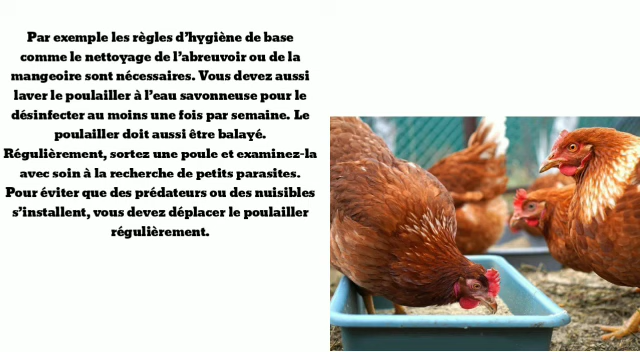 Par exemple les règles d'hygiène de base
comme le nettoyage de l'abreuvoir ou de la
mangeoire sont nécessaires. Vous devez aussi
laver le poulailler à l'eau savonneuse pour le
désinfecter au moins une fois par semaine. Le
poulailler doit aussi être balayé.
Régulièrement, sortez une poule et examinez-la
avec soin à la recherche de petits parasites.
Pour éviter que des prédateurs ou des nuisibles
s'installent, vous devez déplacer le poulailler
régulièrement.